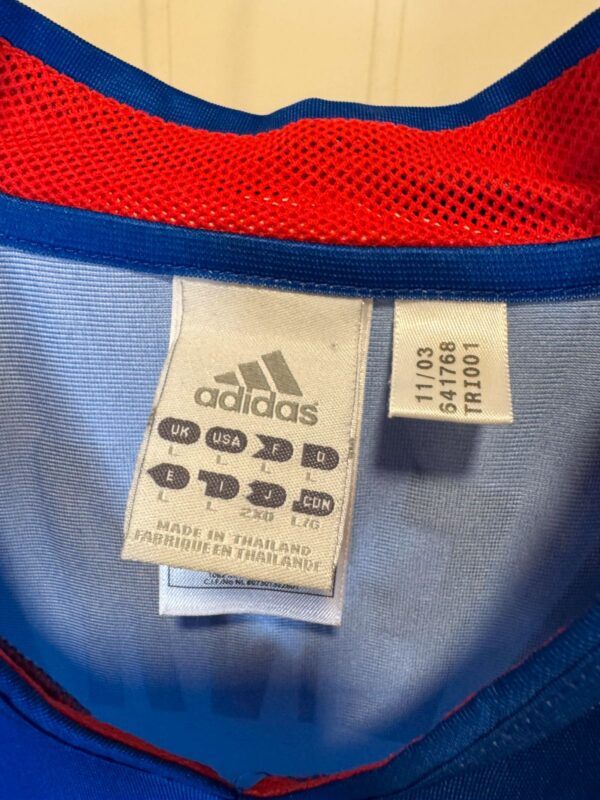 adidas
UK USA F D
L L L L
E I J CDN
L L 2XO L/G
MADE IN THAILAND
FABRIQUE EN THAILANDE
11/03
641768
TRI001